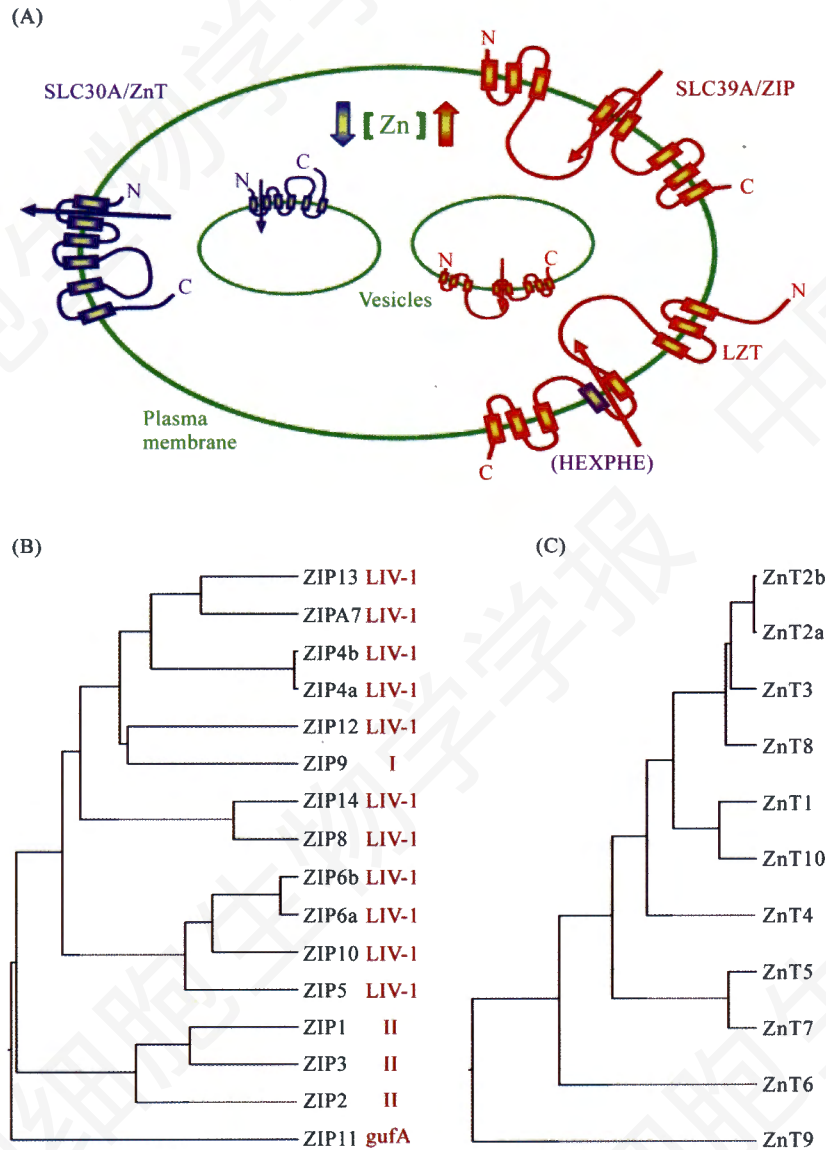 (A)
N
SLC30A/ZnT
SLC39A/ZIP
[ Zn ]
C
N
N
C
N
C
C
Vesicles
N
LZT
Plasma
membrane
C
(HEXPHE)
(B)
(C)
ZIP13 LIV-1
ZIPA7 LIV-1
ZIP4b LIV-1
ZIP4a LIV-1
ZIP12 LIV-1
ZIP9 I
ZIP14 LIV-1
ZIP8 LIV-1
ZIP6b LIV-1
ZIP6a LIV-1
ZIP10 LIV-1
ZIP5 LIV-1
ZIP1 II
ZIP3 II
ZIP2 II
ZIP11 gufA
ZnT2b
ZnT2a
ZnT3
ZnT8
ZnT1
ZnT10
ZnT4
ZnT5
ZnT7
ZnT6
ZnT9